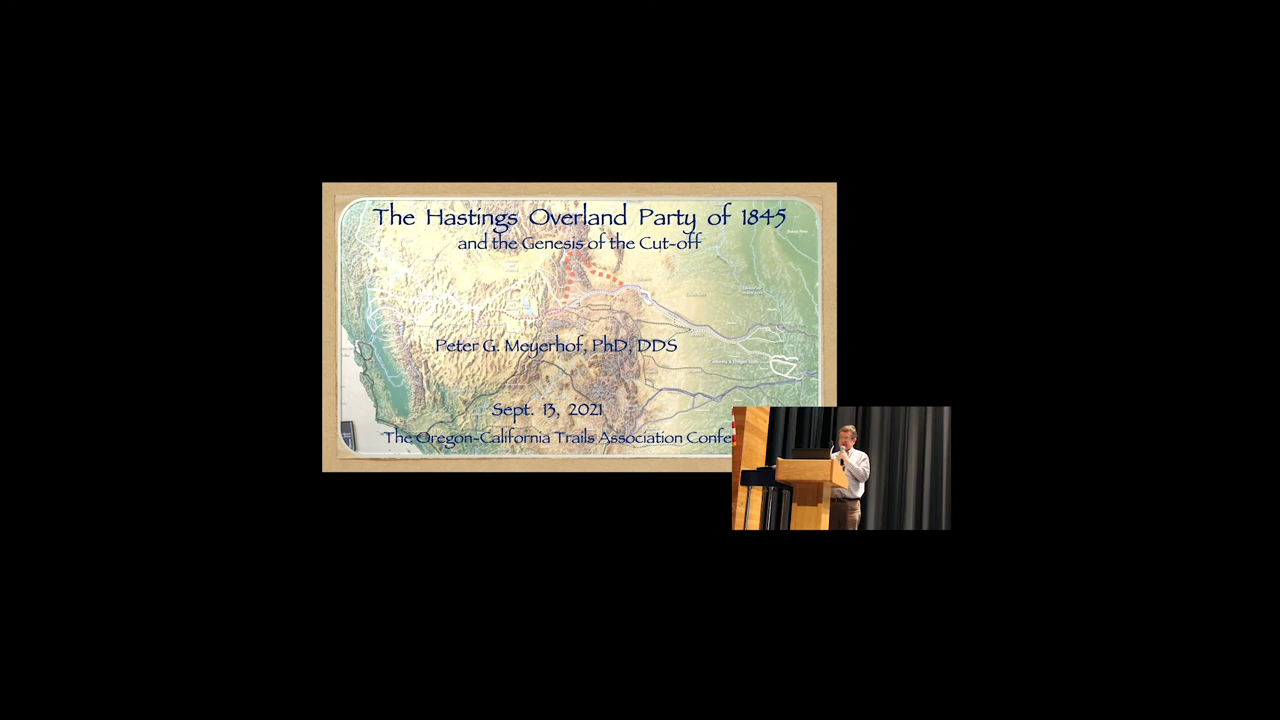 The Hastings Overland Party of 1845
and the Genesis of the Cut-off
Peter G. Meyerhof, PhD, DDS
Sept. 13, 2021
The Oregon-California Trails Association Confe